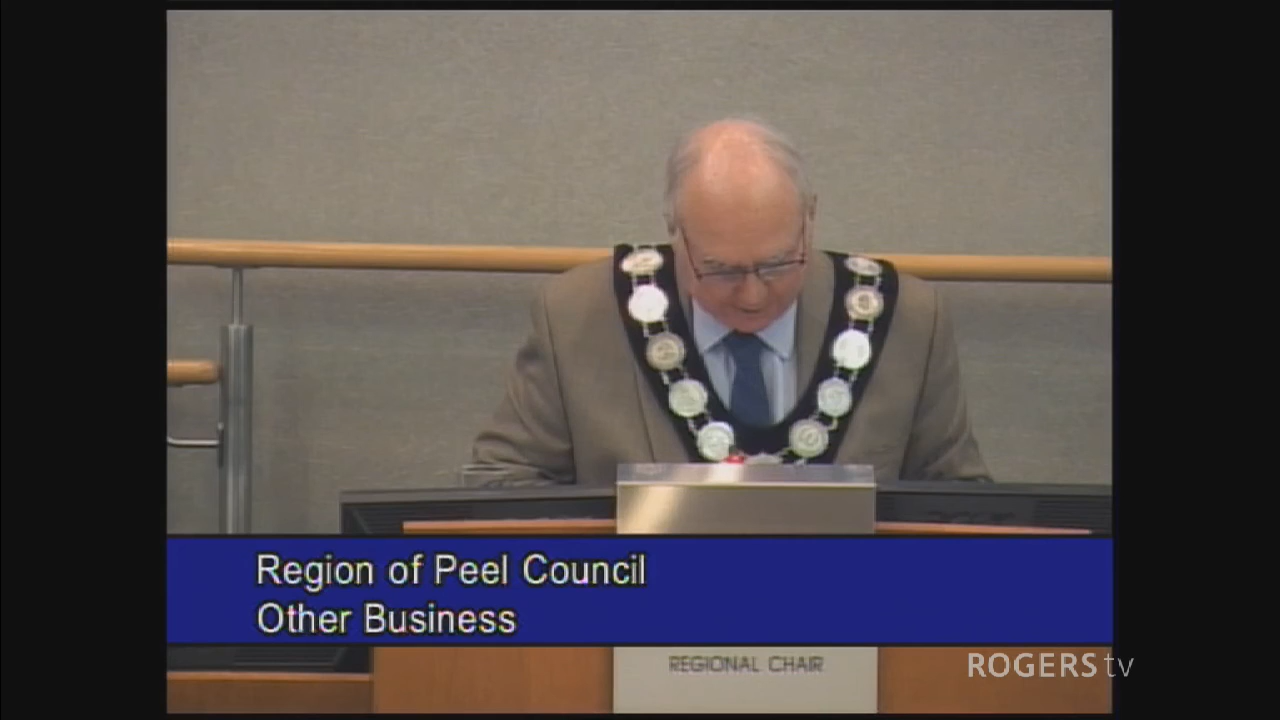 Region of Peel Council
Other Business
REGIONAL CHAIR
ROGERS tv